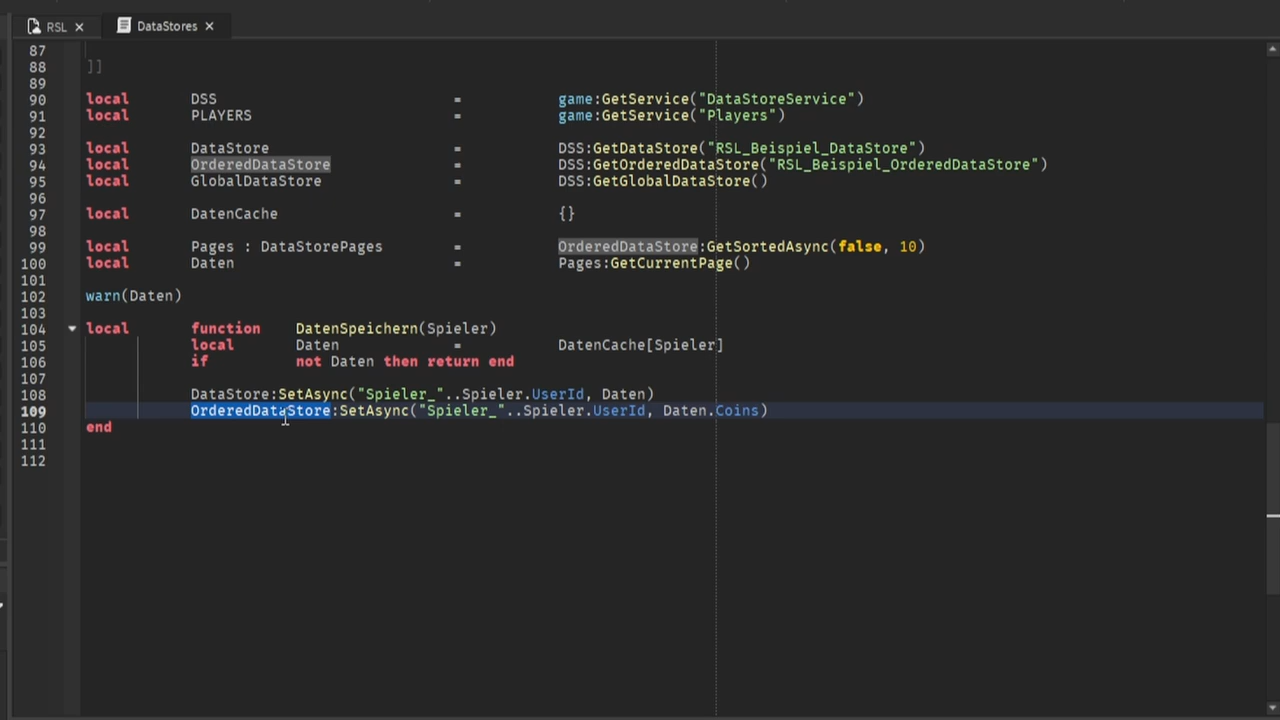 RSL × DataStores ×
87
88 ]]
89
90 local DSS = game:GetService("DataStoreService")
91 local PLAYERS = game:GetService("Players")
92
93 local DataStore = DSS:GetDataStore("RSL_Beispiel_DataStore")
94 local OrderedDataStore = DSS:GetOrderedDataStore("RSL_Beispiel_OrderedDataStore")
95 local GlobalDataStore = DSS:GetGlobalDataStore()
96
97 local DatenCache = {}
98
99 local Pages : DataStorePages = OrderedDataStore:GetSortedAsync(false, 10)
100 local Daten = Pages:GetCurrentPage()
101
102 warn(Daten)
103
104 local function DatenSpeichern(Spieler)
105 local Daten = DatenCache[Spieler]
106 if not Daten then return end
107
108 DataStore:SetAsync("Spieler_"..Spieler.UserId, Daten)
109 OrderedDataStore:SetAsync("Spieler_"..Spieler.UserId, Daten.Coins)
110 end
111
112